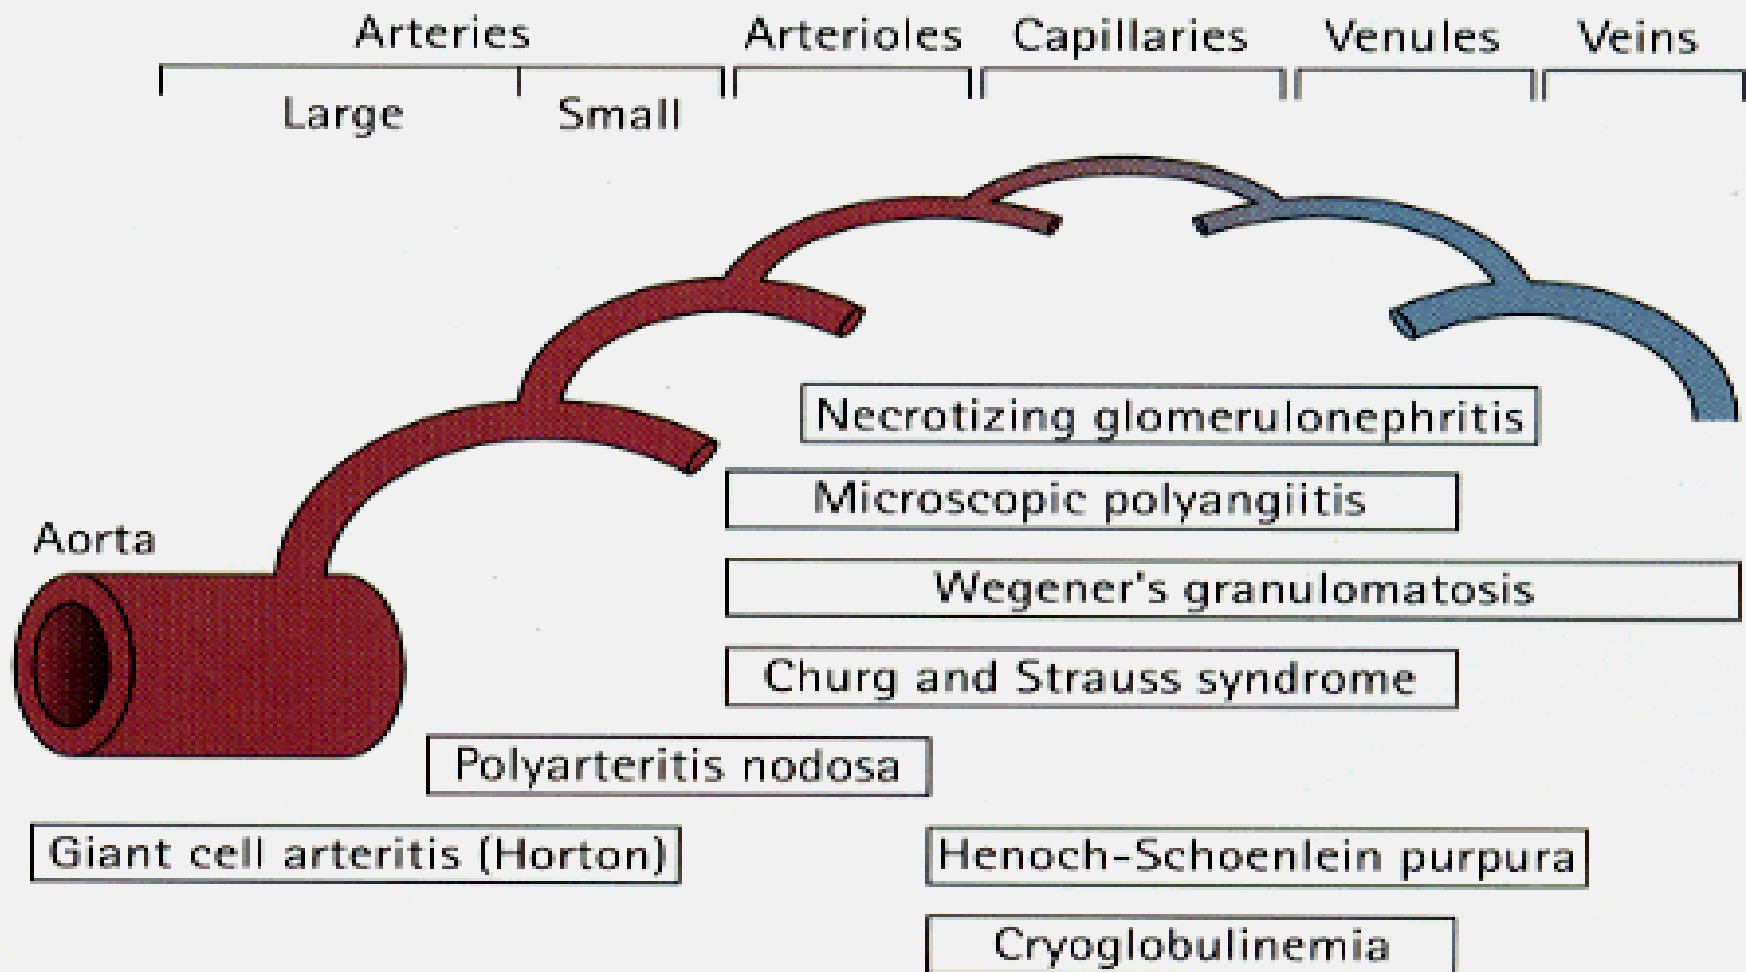 Arteries
Arterioles
Capillaries
Venules
Veins
Large
Small
Necrotizing glomerulonephritis
Microscopic polyangiitis
Aorta
Wegener's granulomatosis
Churg and Strauss syndrome
Polyarteritis nodosa
Giant cell arteritis (Horton)
Henoch-Schoenlein purpura
Cryoglobulinemia